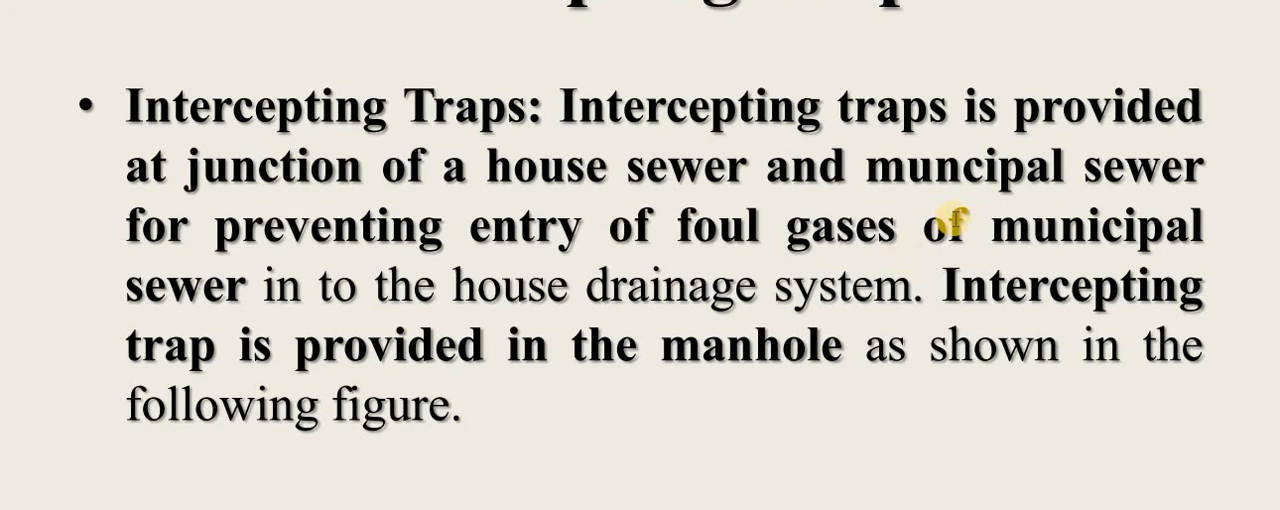 • Intercepting Traps: Intercepting traps is provided
at junction of a house sewer and muncipal sewer
for preventing entry of foul gases of municipal
sewer in to the house drainage system. Intercepting
trap is provided in the manhole as shown in the
following figure.